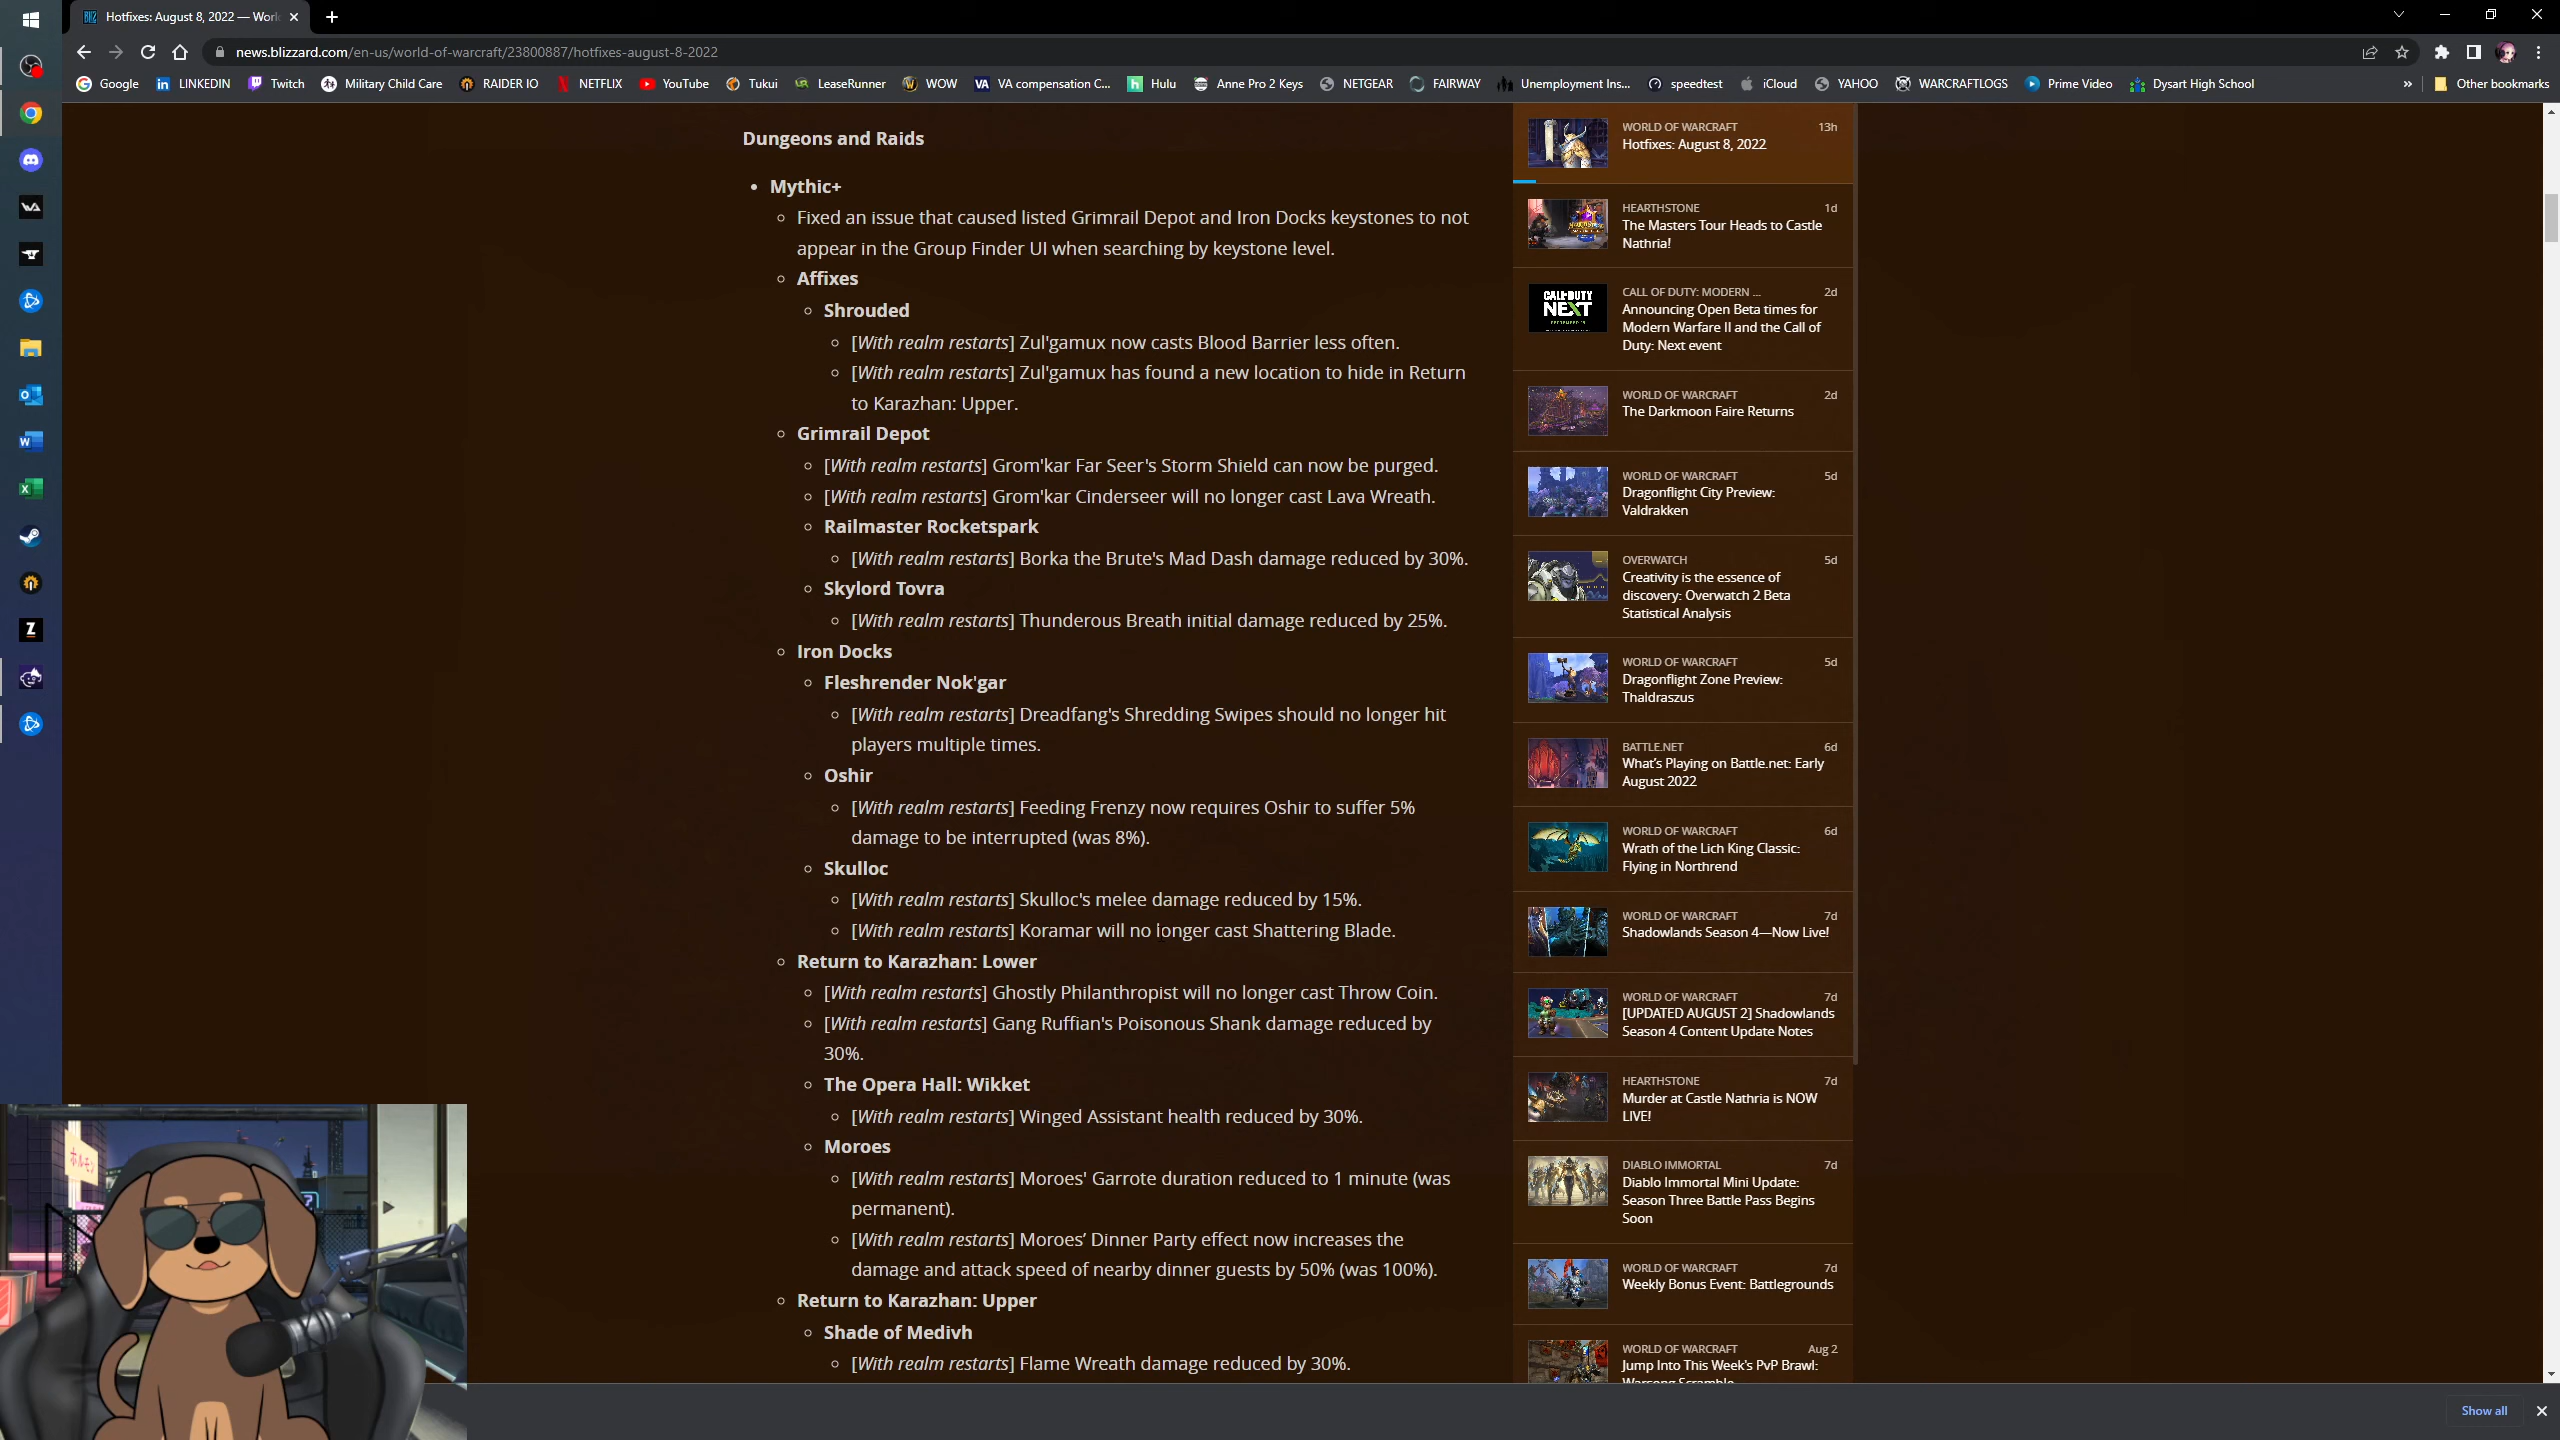 Hotfixes: August 8, 2022 — Worl
news.blizzard.com/en-us/world-of-warcraft/23800887/hotfixes-august-8-2022
Google LINKEDIN Twitch Military Child Care RAIDER IO NETFLIX YouTube Tukui LeaseRunner WOW VA compensation C... Hulu Anne Pro 2 Keys NETGEAR FAIRWAY Unemployment Ins... speedtest iCloud YAHOO WARCRAFTLOGS Prime Video Dysart High School » Other bookmarks
Dungeons and Raids
Mythic+
Fixed an issue that caused listed Grimrail Depot and Iron Docks keystones to not
appear in the Group Finder UI when searching by keystone level.
Affixes
Shrouded
[With realm restarts] Zul'gamux now casts Blood Barrier less often.
[With realm restarts] Zul'gamux has found a new location to hide in Return
to Karazhan: Upper.
Grimrail Depot
[With realm restarts] Grom'kar Far Seer's Storm Shield can now be purged.
[With realm restarts] Grom'kar Cinderseer will no longer cast Lava Wreath.
Railmaster Rocketspark
[With realm restarts] Borka the Brute's Mad Dash damage reduced by 30%.
Skylord Tovra
[With realm restarts] Thunderous Breath initial damage reduced by 25%.
Iron Docks
Fleshrender Nok'gar
[With realm restarts] Dreadfang's Shredding Swipes should no longer hit
players multiple times.
Oshir
[With realm restarts] Feeding Frenzy now requires Oshir to suffer 5%
damage to be interrupted (was 8%).
Skulloc
[With realm restarts] Skulloc's melee damage reduced by 15%.
[With realm restarts] Koramar will no longer cast Shattering Blade.
Return to Karazhan: Lower
[With realm restarts] Ghostly Philanthropist will no longer cast Throw Coin.
[With realm restarts] Gang Ruffian's Poisonous Shank damage reduced by
30%.
The Opera Hall: Wikket
[With realm restarts] Winged Assistant health reduced by 30%.
Moroes
[With realm restarts] Moroes' Garrote duration reduced to 1 minute (was
permanent).
[With realm restarts] Moroes’ Dinner Party effect now increases the
damage and attack speed of nearby dinner guests by 50% (was 100%).
Return to Karazhan: Upper
Shade of Medivh
[With realm restarts] Flame Wreath damage reduced by 30%.
WORLD OF WARCRAFT 13h
Hotfixes: August 8, 2022
HEARTHSTONE 1d
The Masters Tour Heads to Castle
Nathria!
CALL OF DUTY: MODERN ... 2d
Announcing Open Beta times for
Modern Warfare II and the Call of
Duty: Next event
CALL OF DUTY
NEXT
WORLD OF WARCRAFT 2d
The Darkmoon Faire Returns
WORLD OF WARCRAFT 5d
Dragonflight City Preview:
Valdrakken
OVERWATCH 5d
Creativity is the essence of
discovery: Overwatch 2 Beta
Statistical Analysis
WORLD OF WARCRAFT 5d
Dragonflight Zone Preview:
Thaldraszus
BATTLE.NET 6d
What’s Playing on Battle.net: Early
August 2022
WORLD OF WARCRAFT 6d
Wrath of the Lich King Classic:
Flying in Northrend
WORLD OF WARCRAFT 7d
Shadowlands Season 4—Now Live!
WORLD OF WARCRAFT 7d
[UPDATED AUGUST 2] Shadowlands
Season 4 Content Update Notes
HEARTHSTONE 7d
Murder at Castle Nathria is NOW
LIVE!
DIABLO IMMORTAL 7d
Diablo Immortal Mini Update:
Season Three Battle Pass Begins
Soon
WORLD OF WARCRAFT 7d
Weekly Bonus Event: Battlegrounds
WORLD OF WARCRAFT Aug 2
Jump Into This Week's PvP Brawl:
Warsong Scramble
ホルモン
Show all